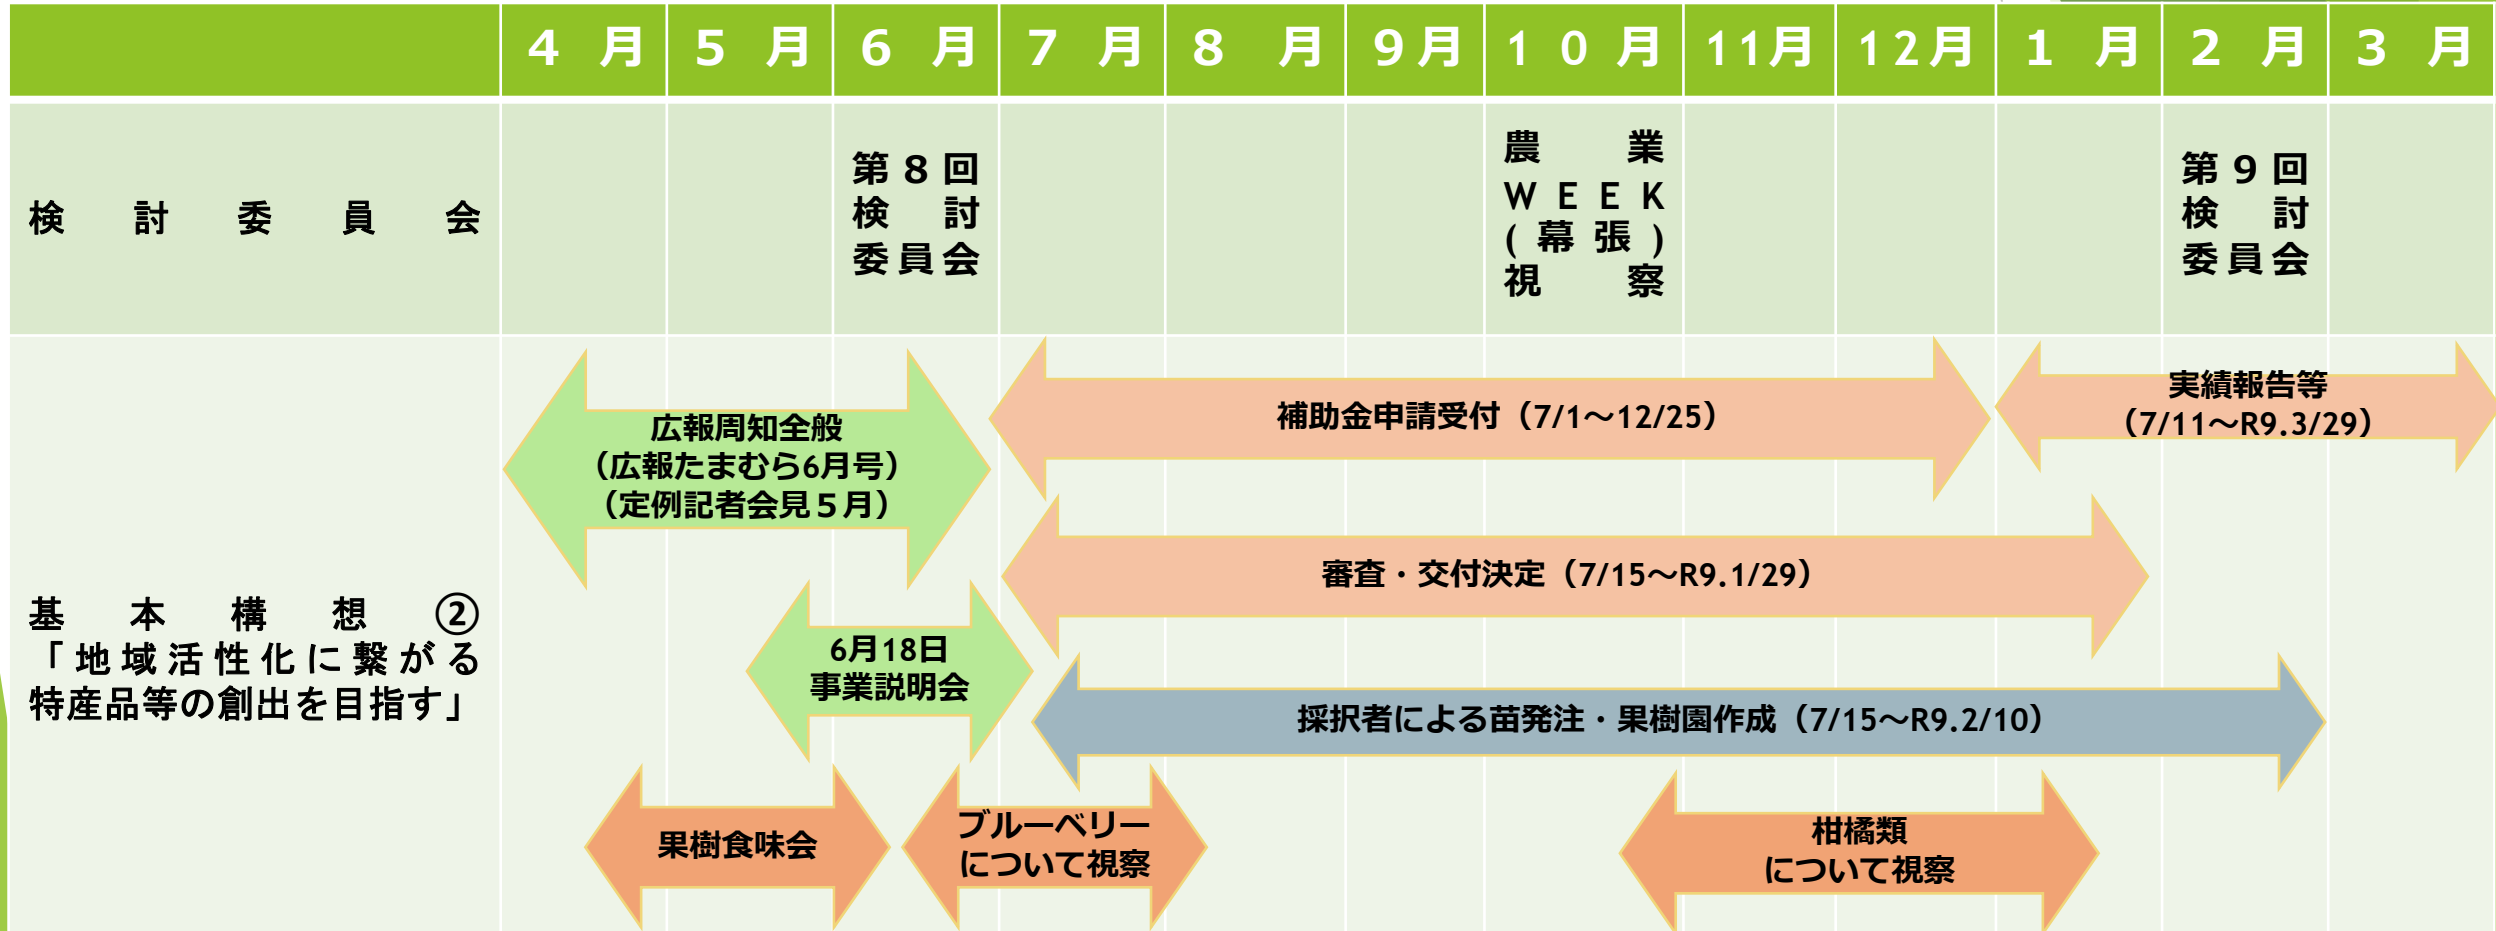 4月 5月 6月 7月 8月 9月 10月 11月 12月 1月 2月 3月
検討委員会
第8回
検討
委員会
農業
WEEK
(幕張)
視察
第9回
検討
委員会
基本構想②
「地域活性化に繋がる
特産品等の創出を目指す」
広報周知全般
（広報たまむら6月号）
（定例記者会見５月）
補助金申請受付（7/1～12/25）
実績報告等
（7/11～R9.3/29）
審査・交付決定（7/15～R9.1/29）
6月18日
事業説明会
採択者による苗発注・果樹園作成（7/15～R9.2/10）
果樹食味会
ブルーベリー
について視察
柑橘類
について視察